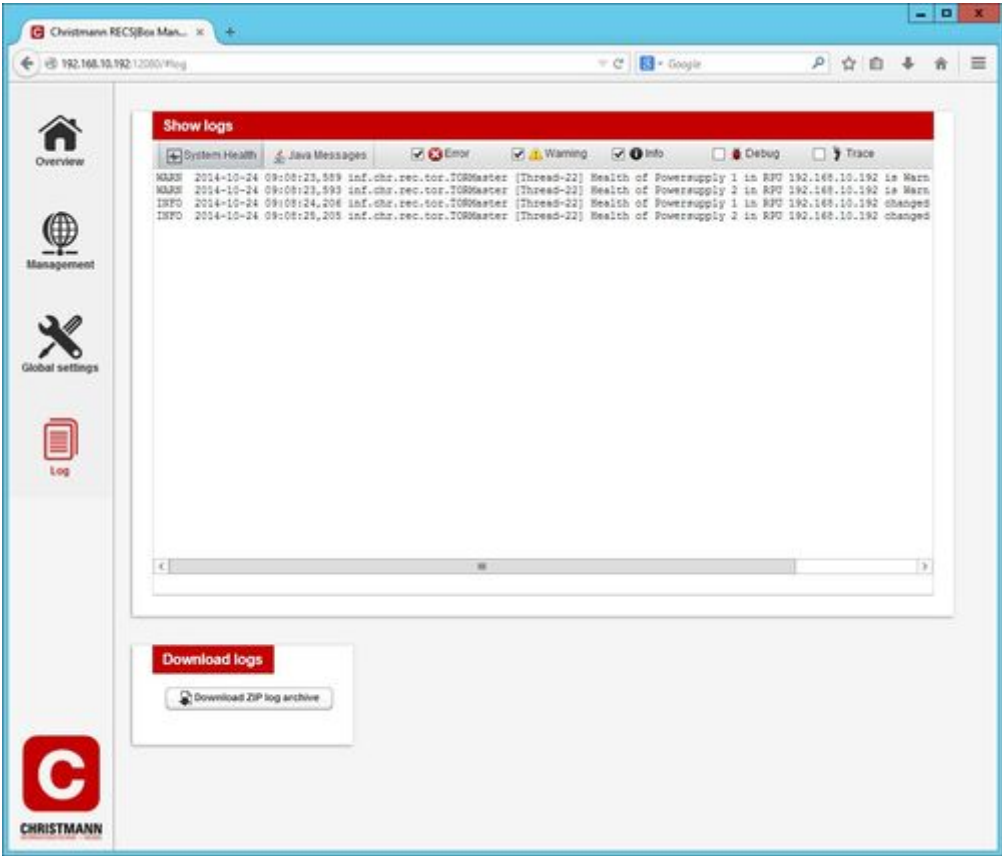 Christmann RECS|Box Man...
192.168.10.192:12080/#log
Google
Overview
Management
Global settings
Log
Show logs
System Health Java Messages Error Warning Info Debug Trace
WARN 2014-10-24 09:08:23,589 inf.chr.rec.tor.TORMaster [Thread-22] Health of Powersupply 1 in RPU 192.168.10.192 is Warn
WARN 2014-10-24 09:08:23,593 inf.chr.rec.tor.TORMaster [Thread-22] Health of Powersupply 2 in RPU 192.168.10.192 is Warn
INFO 2014-10-24 09:08:24,206 inf.chr.rec.tor.TORMaster [Thread-22] Health of Powersupply 1 in RPU 192.168.10.192 changed
INFO 2014-10-24 09:08:25,205 inf.chr.rec.tor.TORMaster [Thread-22] Health of Powersupply 2 in RPU 192.168.10.192 changed
Download logs
Download ZIP log archive
C
CHRISTMANN